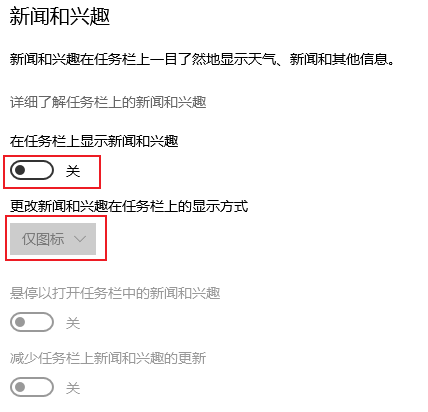 新闻和兴趣
新闻和兴趣在任务栏上一目了然地显示天气、新闻和其他信息。
详细了解任务栏上的新闻和兴趣
在任务栏上显示新闻和兴趣
关
更改新闻和兴趣在任务栏上的显示方式
仅图标
悬停以打开任务栏中的新闻和兴趣
关
减少任务栏上新闻和兴趣的更新
关